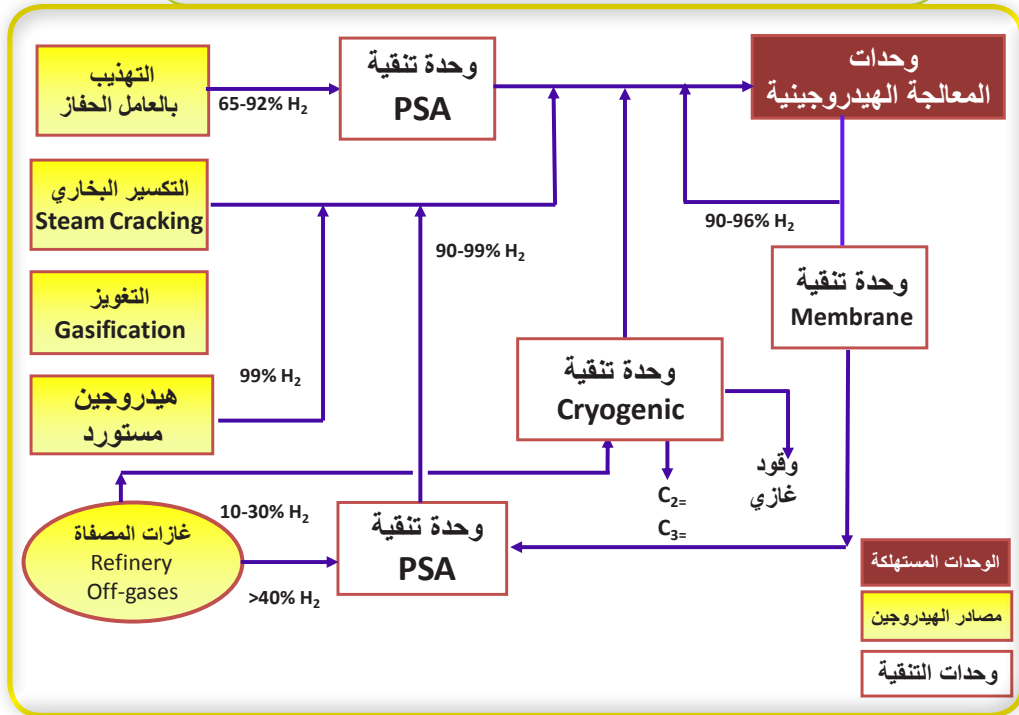 التهذيب
بالعامل الحفاز
65-92% H₂
وحدة تنقية
PSA
وحدات
المعالجة الهيدروجينية
التكسير البخاري
Steam Cracking
90-99% H₂
90-96% H₂
التغويز
Gasification
وحدة تنقية
Membrane
هيدروجين
مستورد
99% H₂
وحدة تنقية
Cryogenic
وقود
غازي
C₂₌
C₃₌
غازات المصفاة
Refinery
Off-gases
10-30% H₂
>40% H₂
وحدة تنقية
PSA
الوحدات المستهلكة
مصادر الهيدروجين
وحدات التنقية